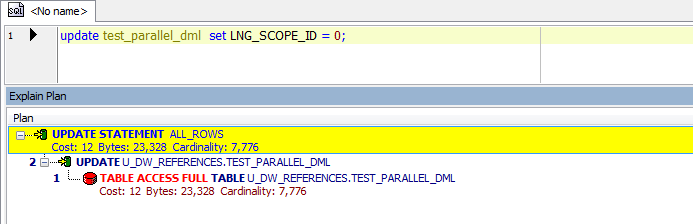 SQL <No name>
1 update test_parallel_dml set LNG_SCOPE_ID = 0;
Explain Plan
Plan
UPDATE STATEMENT ALL_ROWS
Cost: 12 Bytes: 23,328 Cardinality: 7,776
2 UPDATE U_DW_REFERENCES.TEST_PARALLEL_DML
1 TABLE ACCESS FULL TABLE U_DW_REFERENCES.TEST_PARALLEL_DML
Cost: 12 Bytes: 23,328 Cardinality: 7,776